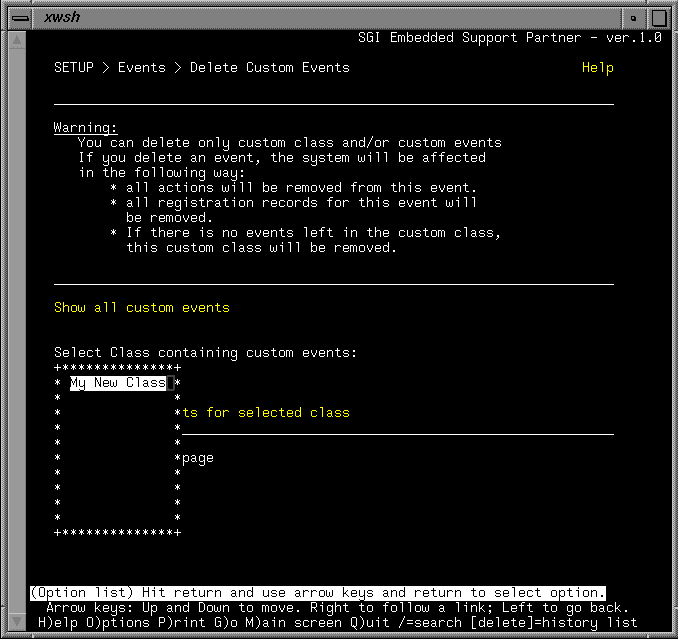 xwsh
SGI Embedded Support Partner - ver.1.0
SETUP > Events > Delete Custom Events Help
Warning:
You can delete only custom class and/or custom events
If you delete an event, the system will be affected
in the following way:
* all actions will be removed from this event.
* all registration records for this event will
be removed.
* If there is no events left in the custom class,
this custom class will be removed.
Show all custom events
Select Class containing custom events:
+**************+
* My New Class *
* *
* *ts for selected class
* *
* *
* *page
* *
* *
* *
* *
+**************+
(Option list) Hit return and use arrow keys and return to select option.
Arrow keys: Up and Down to move. Right to follow a link; Left to go back.
H)elp O)ptions P)rint G)o M)ain screen Q)uit /=search [delete]=history list